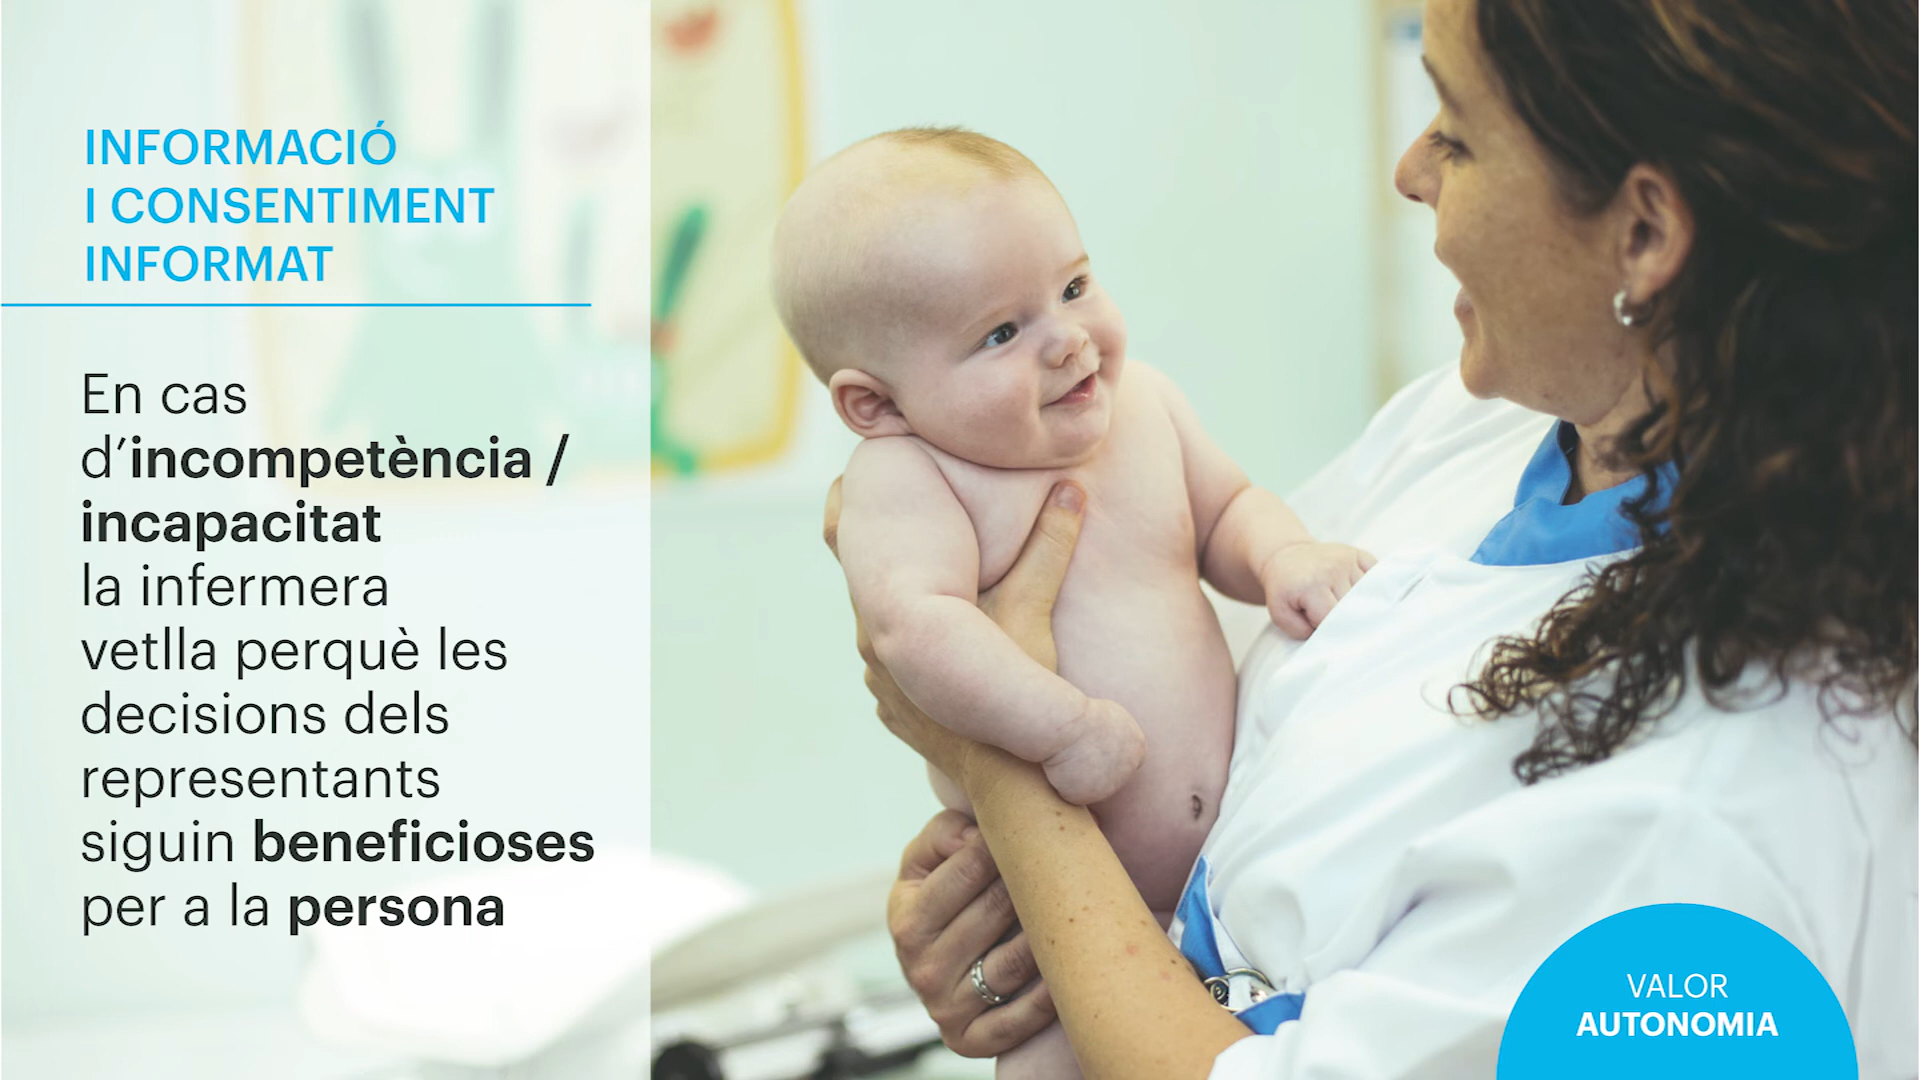 INFORMACIÓ
I CONSENTIMENT
INFORMAT
En cas
d’incompetència /
incapacitat
la infermera
vetlla perquè les
decisions dels
representants
siguin beneficioses
per a la persona
VALOR
AUTONOMIA